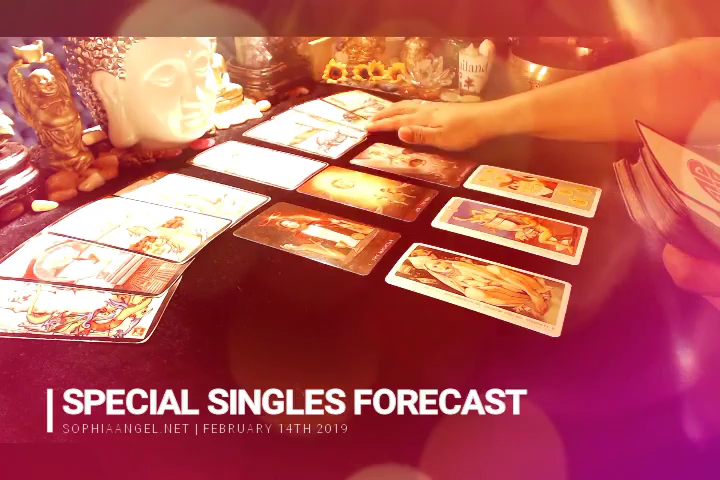 SPECIAL SINGLES FORECAST
SOPHIAANGEL.NET | FEBRUARY 14TH 2019